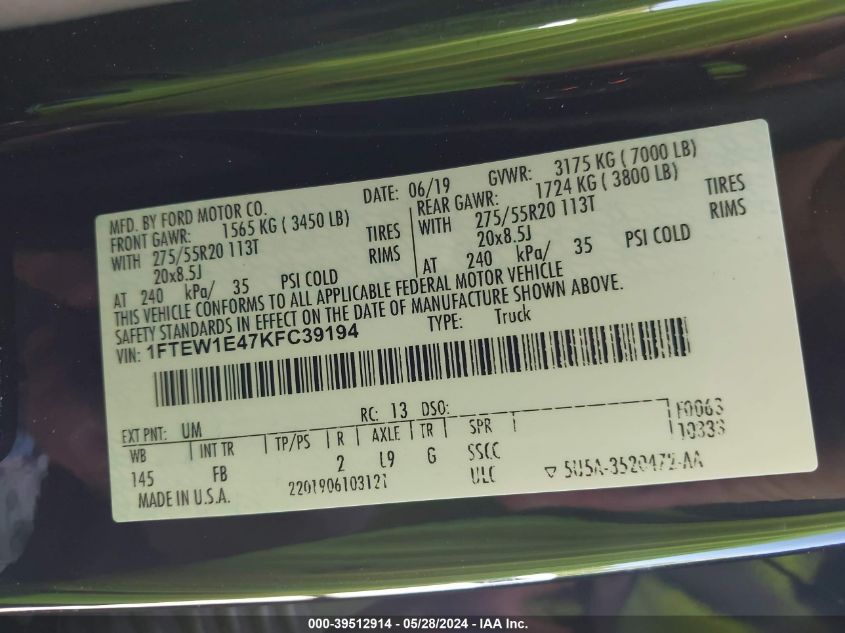 MFD. BY FORD MOTOR CO. DATE: 06/19 GVWR: 3175 KG ( 7000 LB)
FRONT GAWR: 1565 KG ( 3450 LB) REAR GAWR: 1724 KG ( 3800 LB)
WITH 275/55R20 113T TIRES WITH 275/55R20 113T TIRES
20x8.5J RIMS 20x8.5J RIMS
AT 240 kPa/ 35 PSI COLD AT 240 kPa/ 35 PSI COLD
THIS VEHICLE CONFORMS TO ALL APPLICABLE FEDERAL MOTOR VEHICLE
SAFETY STANDARDS IN EFFECT ON THE DATE OF MANUFACTURE SHOWN ABOVE.
VIN: 1FTEW1E47KFC39194 TYPE: Truck
EXT PNT: UM RC: 13 DSO: F0063
WB INT TR TP/PS R AXLE TR SPR 10333
145 FB 2 L9 G SSCC
MADE IN U.S.A. 2201906103121 ULC ▽ 5U5A-3520472-AA
000-39512914 - 05/28/2024 - IAA Inc.